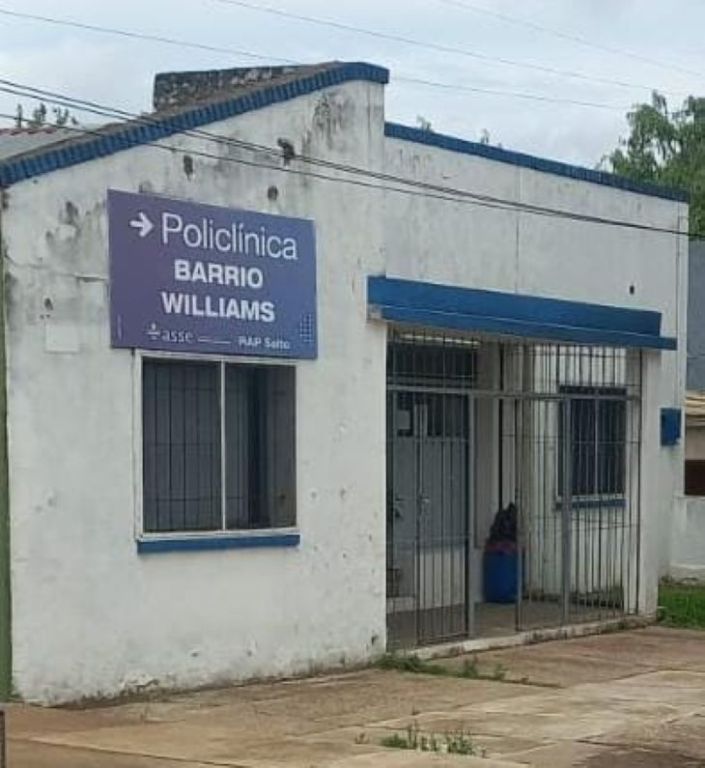 → Policlínica
BARRIO
WILLIAMS
asse RAP Salto